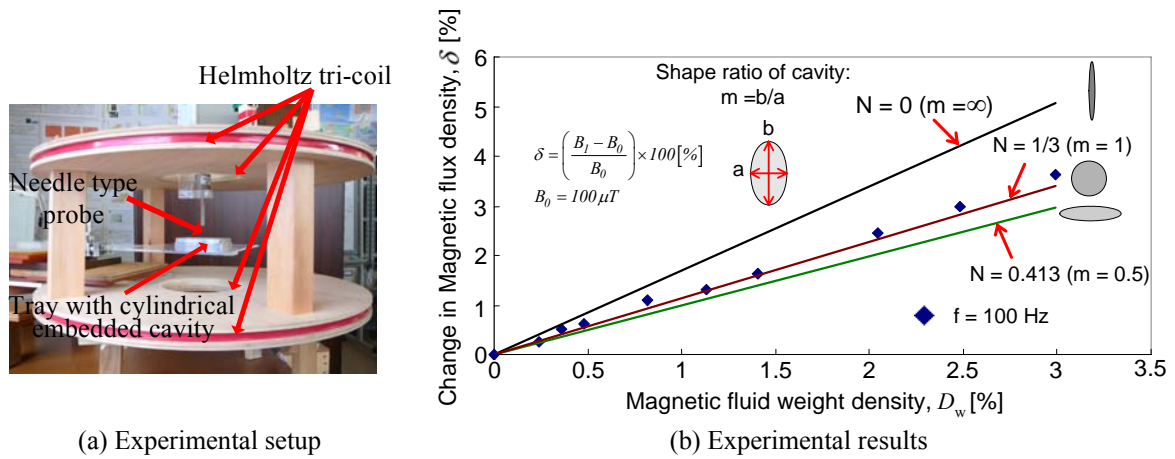 Helmholtz tri-coil
Needle type
probe
Tray with cylindrical
embedded cavity
(a) Experimental setup
Change in Magnetic flux density, δ [%]
6
5
4
3
2
1
0
Shape ratio of cavity:
m =b/a
b
a
δ = ( (B1 − B0) / B0 ) × 100 [%]
B0 = 100 μT
N = 0 (m =∞)
N = 1/3 (m = 1)
N = 0.413 (m = 0.5)
f = 100 Hz
0 0.5 1 1.5 2 2.5 3 3.5
Magnetic fluid weight density, Dw [%]
(b) Experimental results